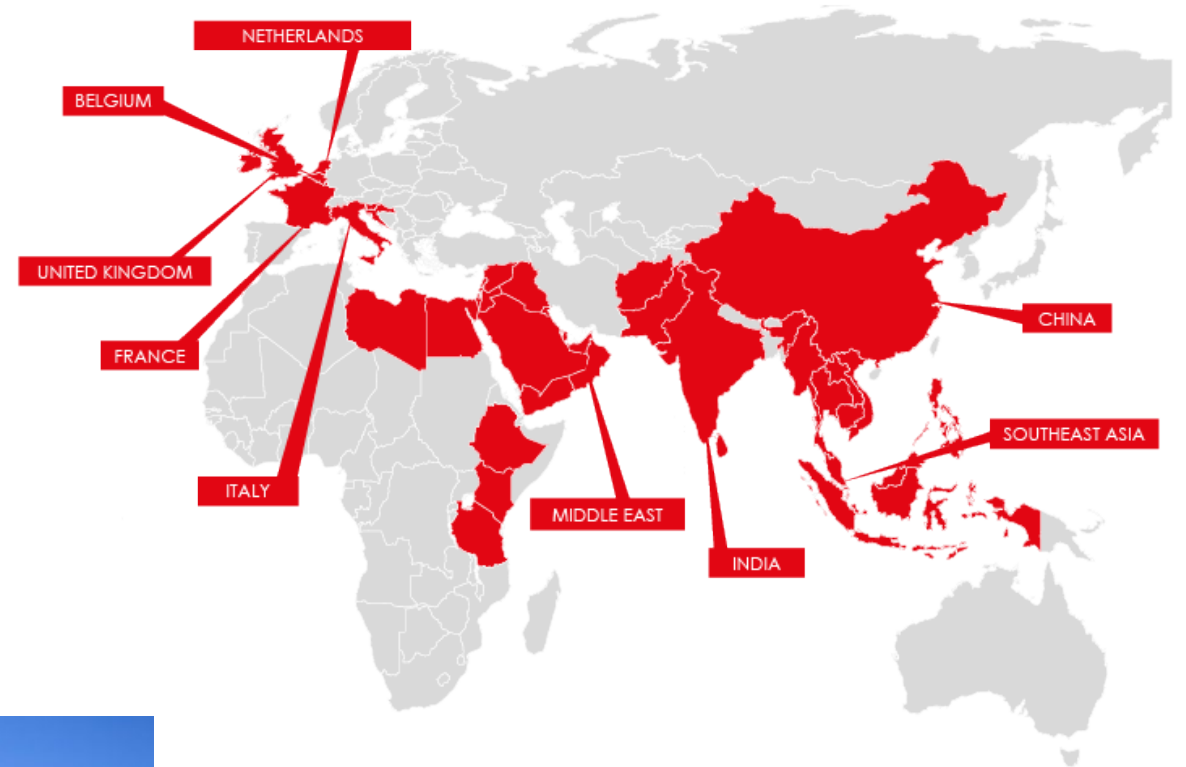 NETHERLANDS
BELGIUM
UNITED KINGDOM
FRANCE
ITALY
MIDDLE EAST
INDIA
CHINA
SOUTHEAST ASIA